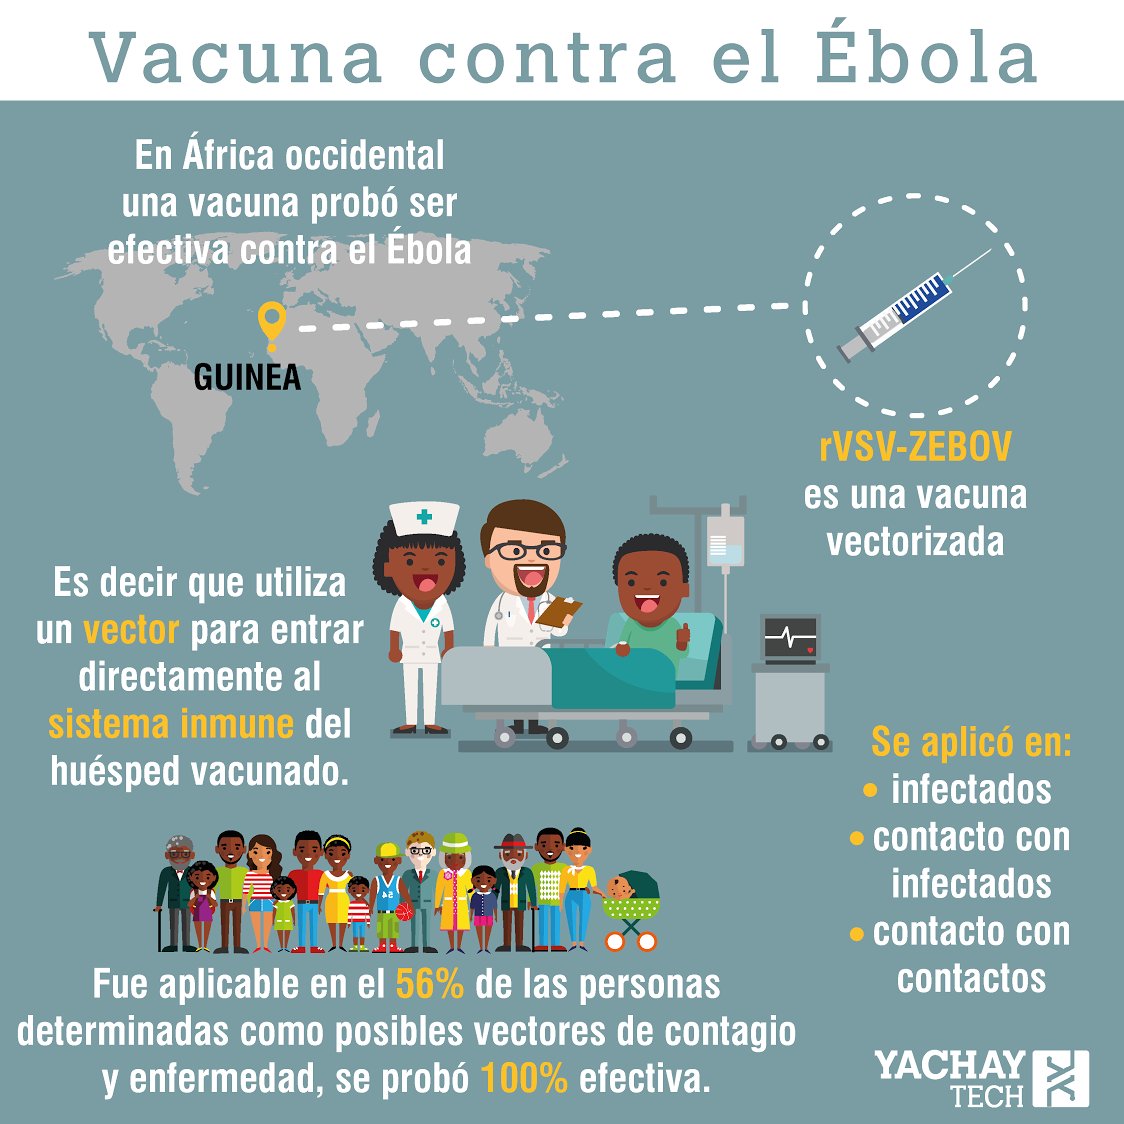 Vacuna contra el Ébola
En África occidental
una vacuna probó ser
efectiva contra el Ébola
GUINEA
rVSV-ZEBOV
es una vacuna
vectorizada
Es decir que utiliza
un vector para entrar
directamente al
sistema inmune del
huésped vacunado.
Se aplicó en:
• infectados
• contacto con
infectados
• contacto con
contactos
Fue aplicable en el 56% de las personas
determinadas como posibles vectores de contagio
y enfermedad, se probó 100% efectiva.
YACHAY
TECH